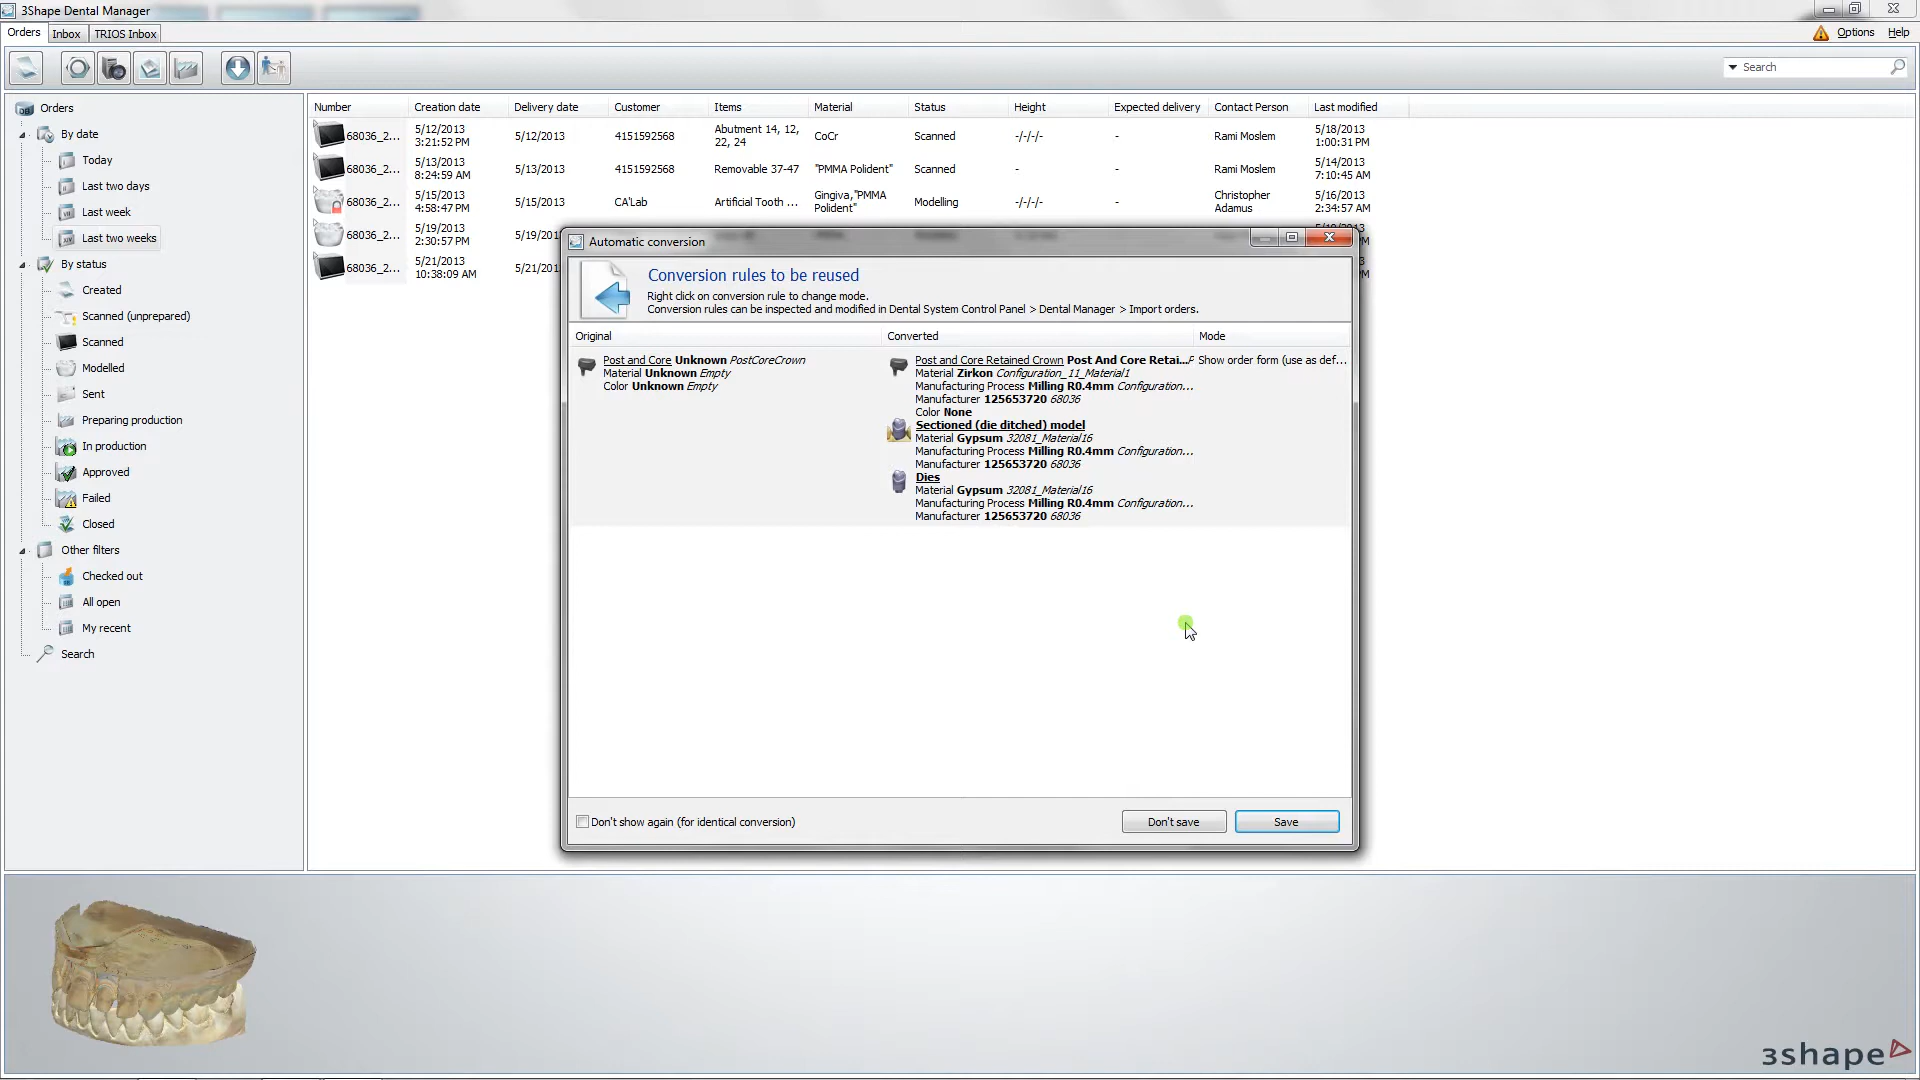 3Shape Dental Manager
Orders Inbox TRIOS Inbox Options Help
Search
Orders
By date
Today
Last two days
Last week
Last two weeks
By status
Created
Scanned (unprepared)
Scanned
Modelled
Sent
Preparing production
In production
Approved
Failed
Closed
Other filters
Checked out
All open
My recent
Search
Number Creation date Delivery date Customer Items Material Status Height Expected delivery Contact Person Last modified
68036_2... 5/12/2013 3:21:52 PM 5/12/2013 4151592568 Abutment 14, 12, 22, 24 CoCr Scanned -/-/-/- - Rami Moslem 5/18/2013 1:00:31 PM
68036_2... 5/13/2013 8:24:59 AM 5/13/2013 4151592568 Removable 37-47 "PMMA Polident" Scanned - - Rami Moslem 5/14/2013 7:10:45 AM
68036_2... 5/15/2013 4:58:47 PM 5/15/2013 CA'Lab Artificial Tooth ... Gingiva,"PMMA Polident" Modelling -/-/-/- - Christopher Adamus 5/16/2013 2:34:57 AM
68036_2... 5/19/2013 2:30:57 PM 5/19/201
68036_2... 5/21/2013 10:38:09 AM 5/21/201
Automatic conversion
Conversion rules to be reused
Right click on conversion rule to change mode.
Conversion rules can be inspected and modified in Dental System Control Panel > Dental Manager > Import orders.
Original Converted Mode
Post and Core Unknown PostCoreCrown
Material Unknown Empty
Color Unknown Empty
Post and Core Retained Crown Post And Core Retai... Show order form (use as def...
Material Zirkon Configuration_11_Material1
Manufacturing Process Milling R0.4mm Configuration...
Manufacturer 125653720 68036
Color None
Sectioned (die ditched) model
Material Gypsum 32081_Material16
Manufacturing Process Milling R0.4mm Configuration...
Manufacturer 125653720 68036
Dies
Material Gypsum 32081_Material16
Manufacturing Process Milling R0.4mm Configuration...
Manufacturer 125653720 68036
Don't show again (for identical conversion) Don't save Save
3shape